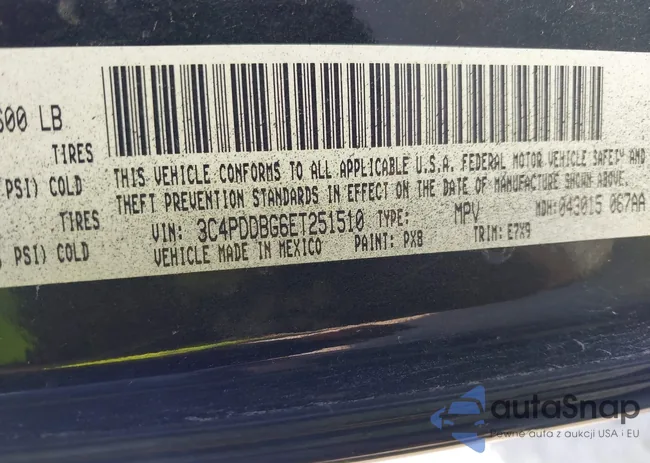 600 LB
TIRES
PSI) COLD
TIRES
PSI) COLD
THIS VEHICLE CONFORMS TO ALL APPLICABLE U.S.A. FEDERAL MOTOR VEHICLE SAFETY AND
THEFT PREVENTION STANDARDS IN EFFECT ON THE DATE OF MANUFACTURE SHOWN ABOVE.
VIN: 3C4PDDBG6ET251510 TYPE: MPV MDH: 043015 067AA
VEHICLE MADE IN MEXICO PAINT: PX8 TRIM: E7X9
autoSnap
Pewne auta z aukcji USA i EU